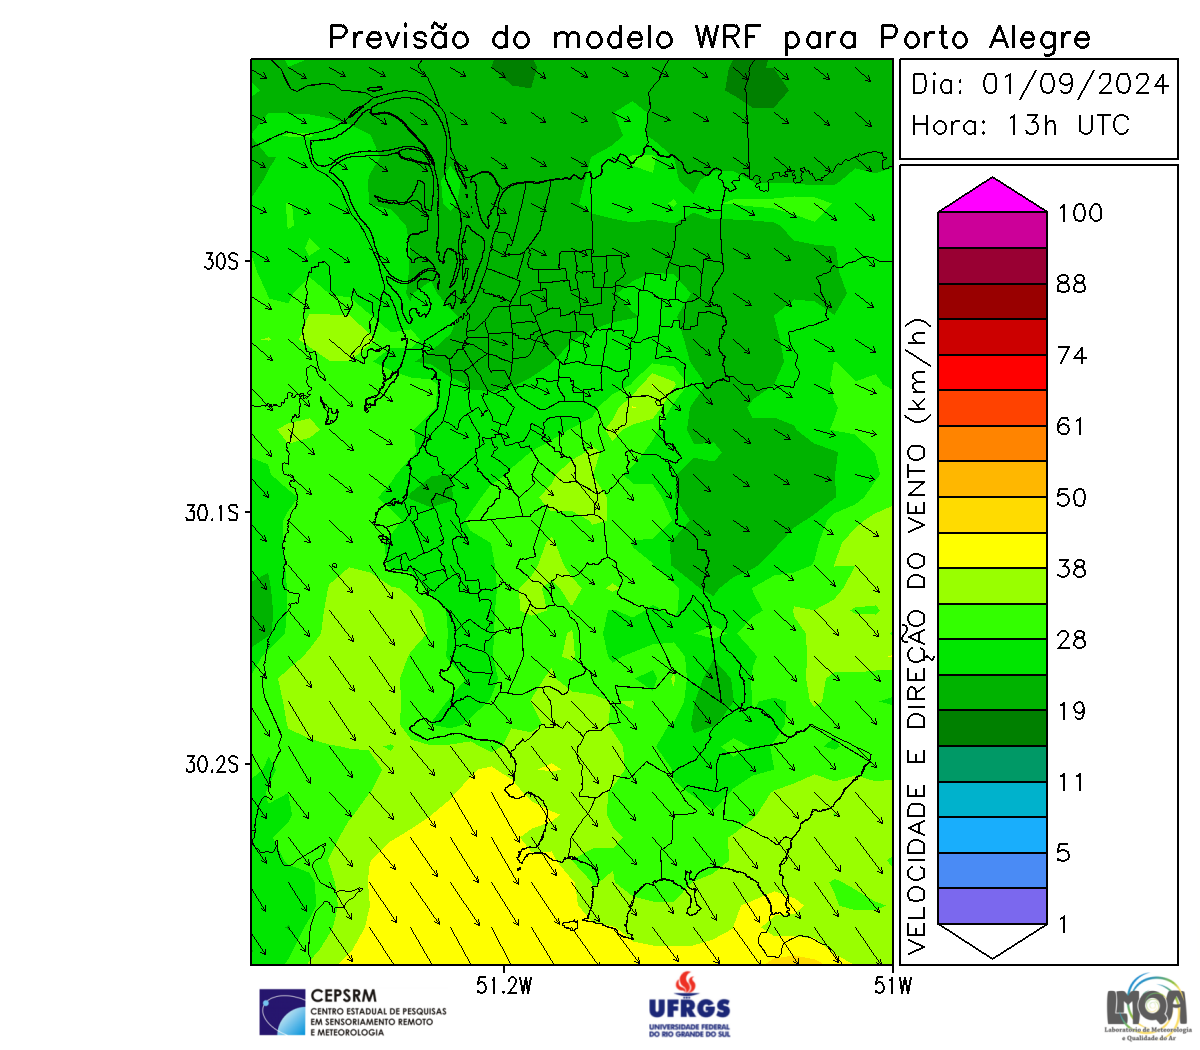 Previsão do modelo WRF para Porto Alegre
Dia: 01/09/2024
Hora: 13h UTC
30S
30.1S
30.2S
51.2W
51W
VELOCIDADE E DIREÇÃO DO VENTO (km/h)
100
88
74
61
50
38
28
19
11
5
1
CEPSRM
CENTRO ESTADUAL DE PESQUISAS
EM SENSORIAMENTO REMOTO
E METEOROLOGIA
UFRGS
UNIVERSIDADE FEDERAL
DO RIO GRANDE DO SUL
LMQA
Laboratório de Meteorologia
e Qualidade do Ar